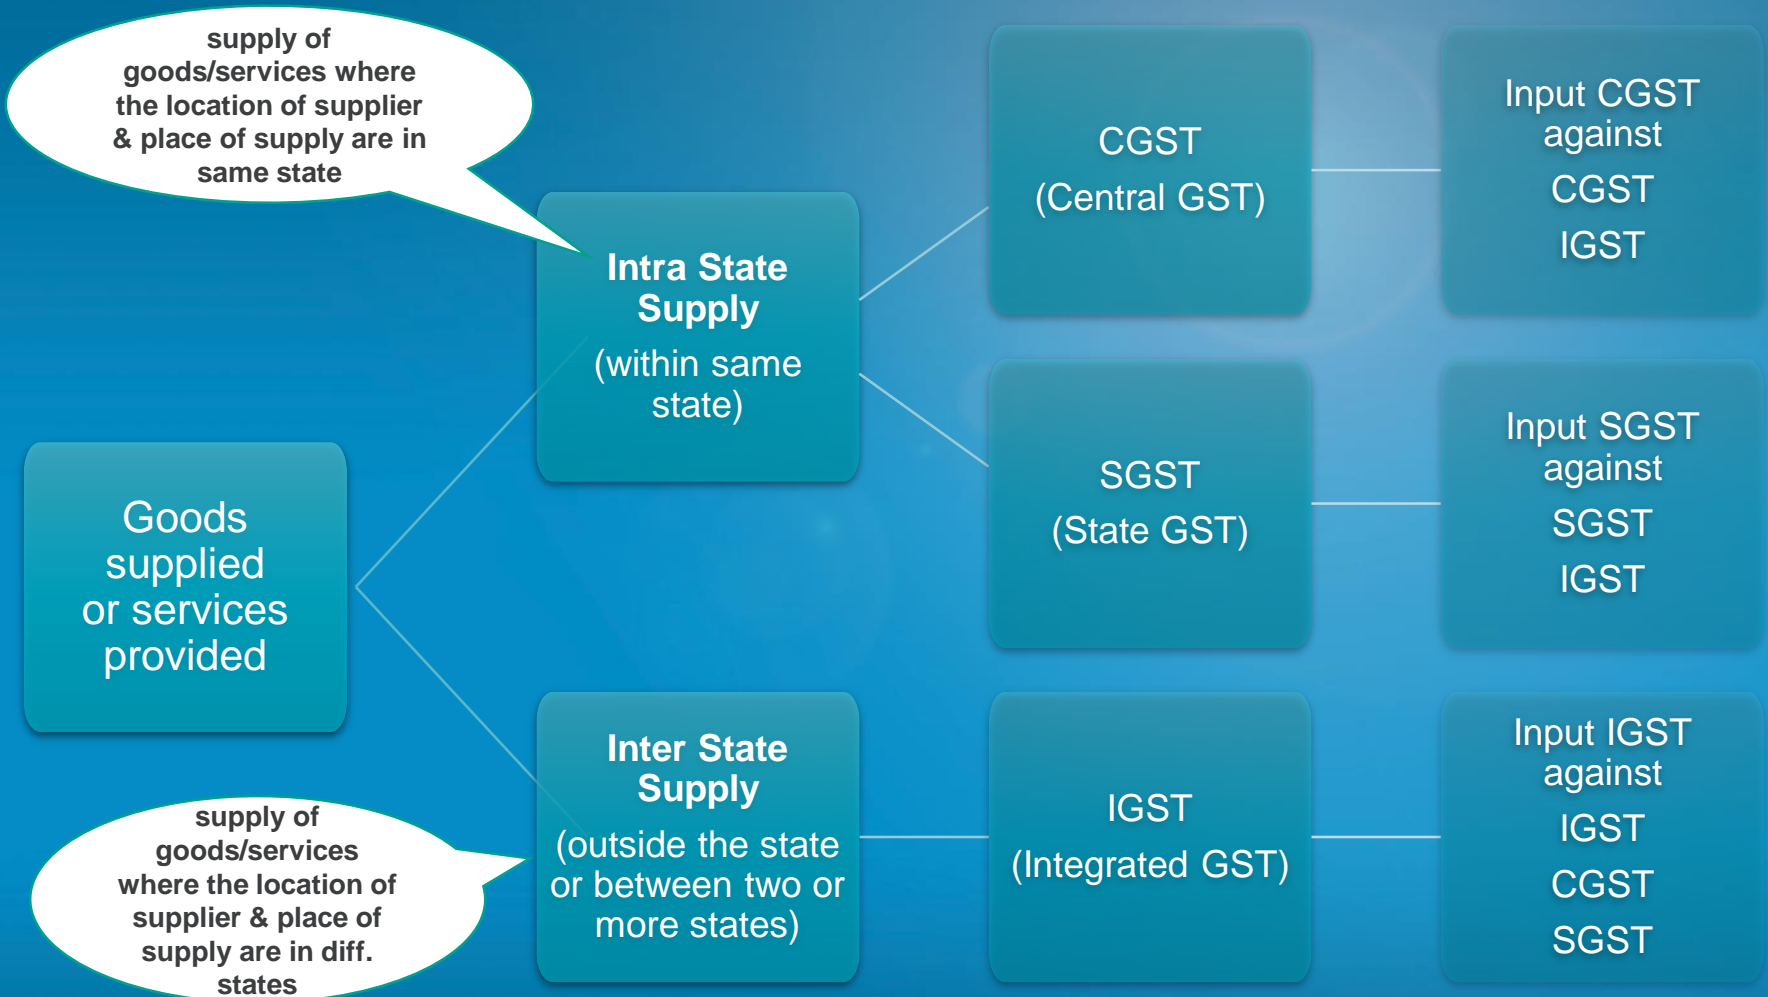 supply of
goods/services where
the location of supplier
& place of supply are in
same state
Goods
supplied
or services
provided
Intra State
Supply
(within same
state)
CGST
(Central GST)
Input CGST
against
CGST
IGST
SGST
(State GST)
Input SGST
against
SGST
IGST
supply of
goods/services
where the location of
supplier & place of
supply are in diff.
states
Inter State
Supply
(outside the state
or between two or
more states)
IGST
(Integrated GST)
Input IGST
against
IGST
CGST
SGST